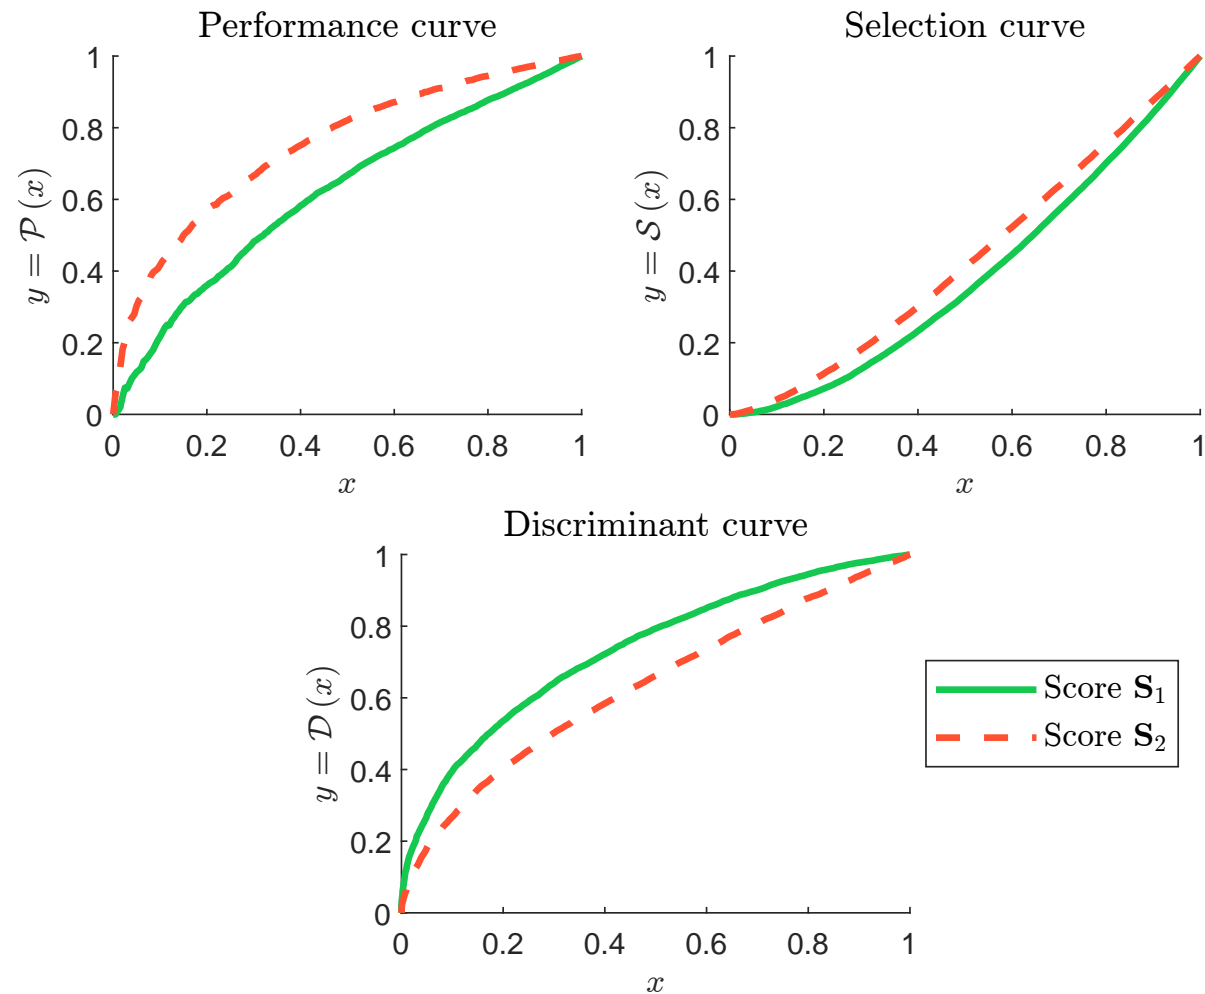 Performance curve
y = P(x)
1
0.8
0.6
0.4
0.2
0
0 0.2 0.4 0.6 0.8 1
x
Selection curve
y = S(x)
1
0.8
0.6
0.4
0.2
0
0 0.2 0.4 0.6 0.8 1
x
Discriminant curve
y = D(x)
1
0.8
0.6
0.4
0.2
0
0 0.2 0.4 0.6 0.8 1
x
Score S₁
Score S₂